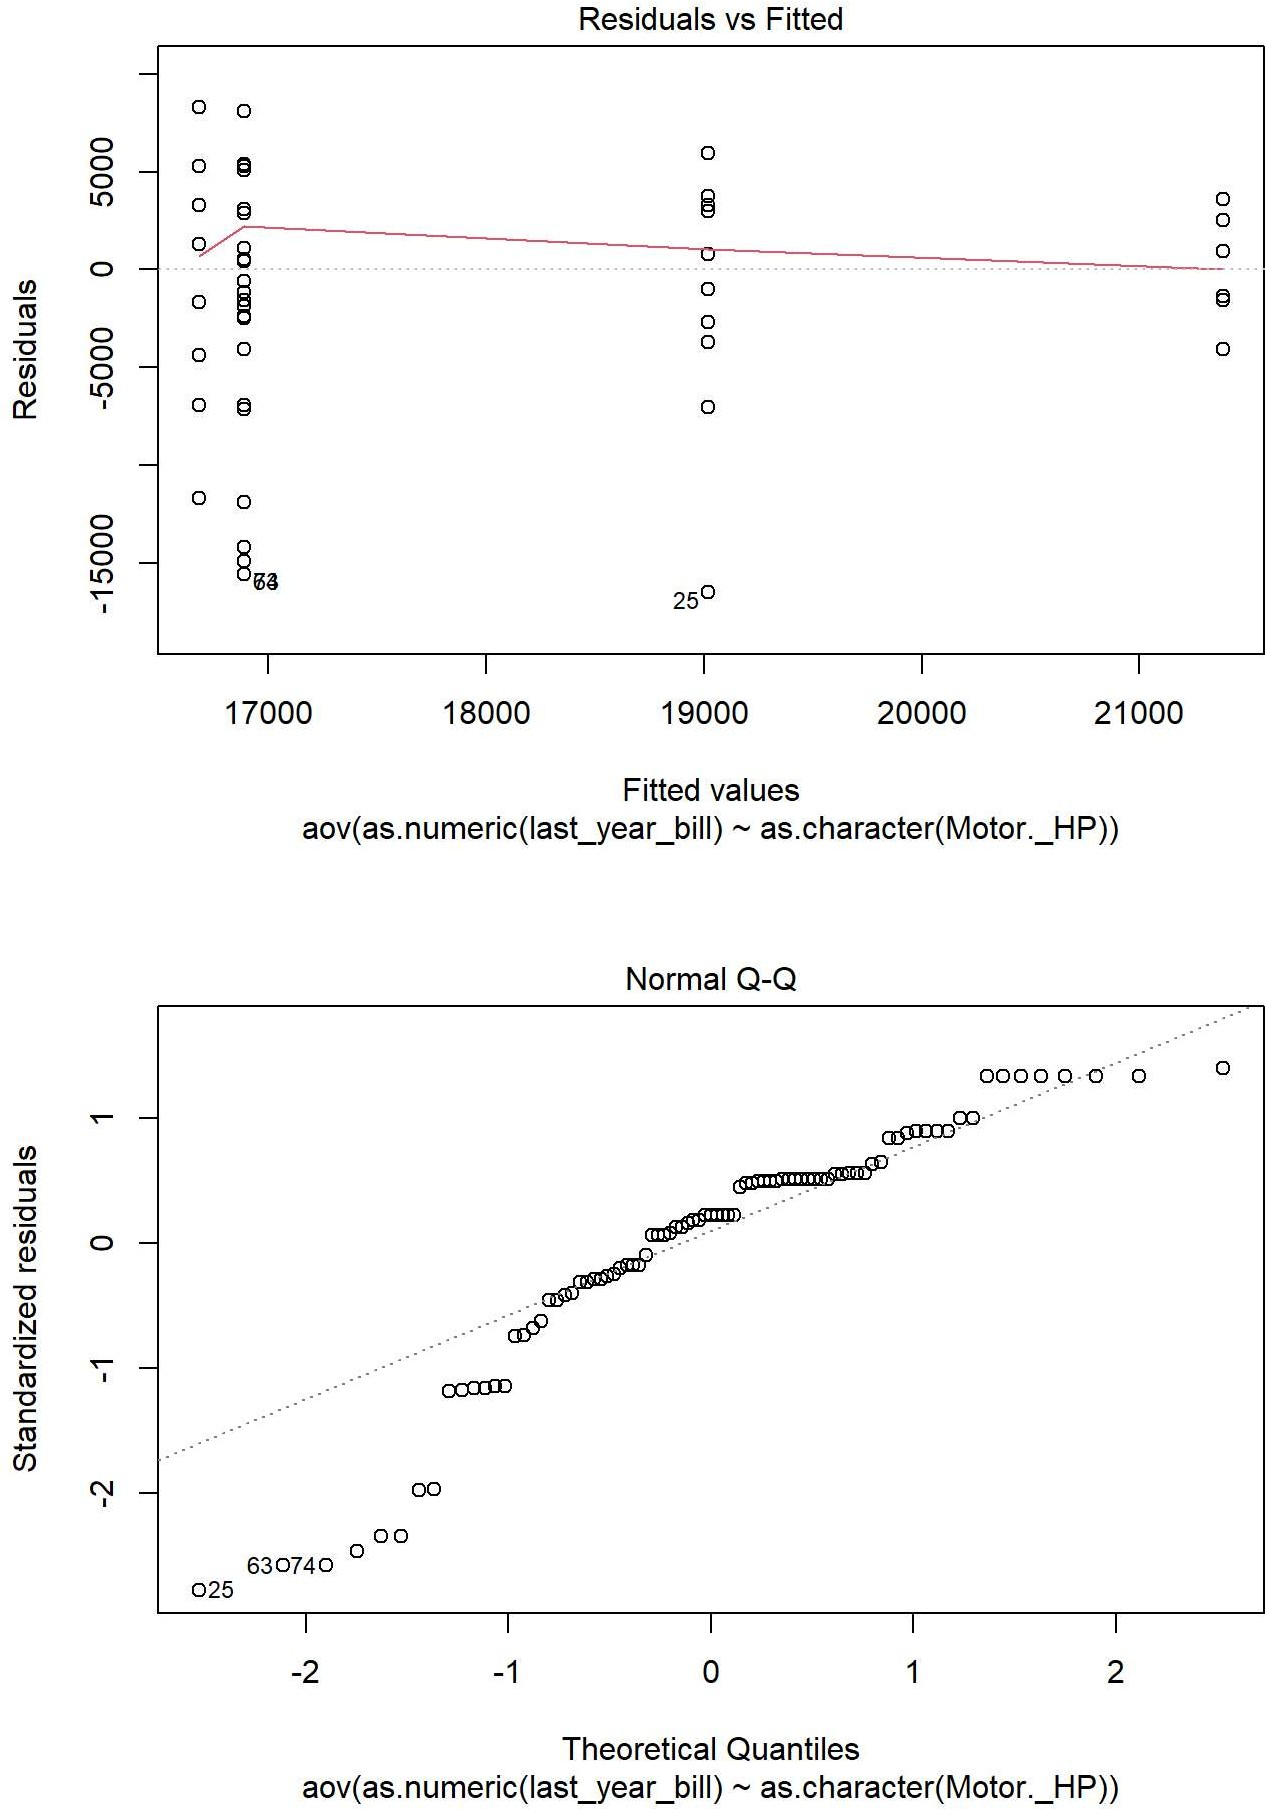 Residuals vs Fitted
Residuals
5000
0
-5000
-15000
25
17000 18000 19000 20000 21000
Fitted values
aov(as.numeric(last_year_bill) ~ as.character(Motor._HP))
Normal Q-Q
Standardized residuals
1
0
-1
-2
63 74
25
-2 -1 0 1 2
Theoretical Quantiles
aov(as.numeric(last_year_bill) ~ as.character(Motor._HP))